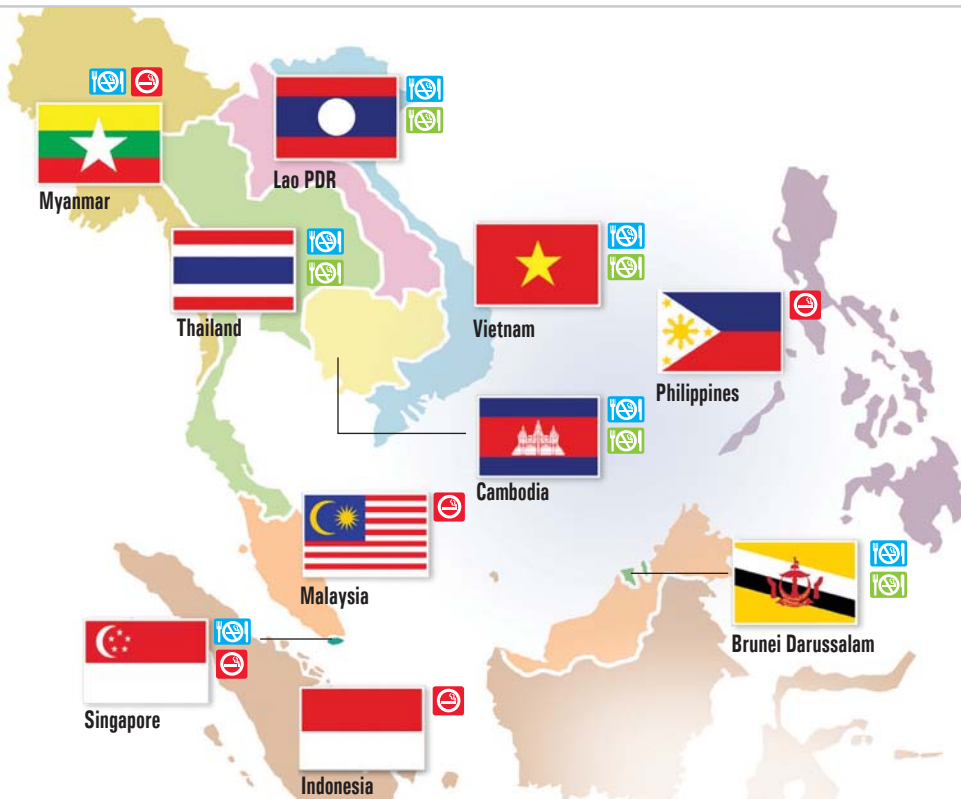 Myanmar
Lao PDR
Thailand
Vietnam
Philippines
Cambodia
Malaysia
Brunei Darussalam
Singapore
Indonesia